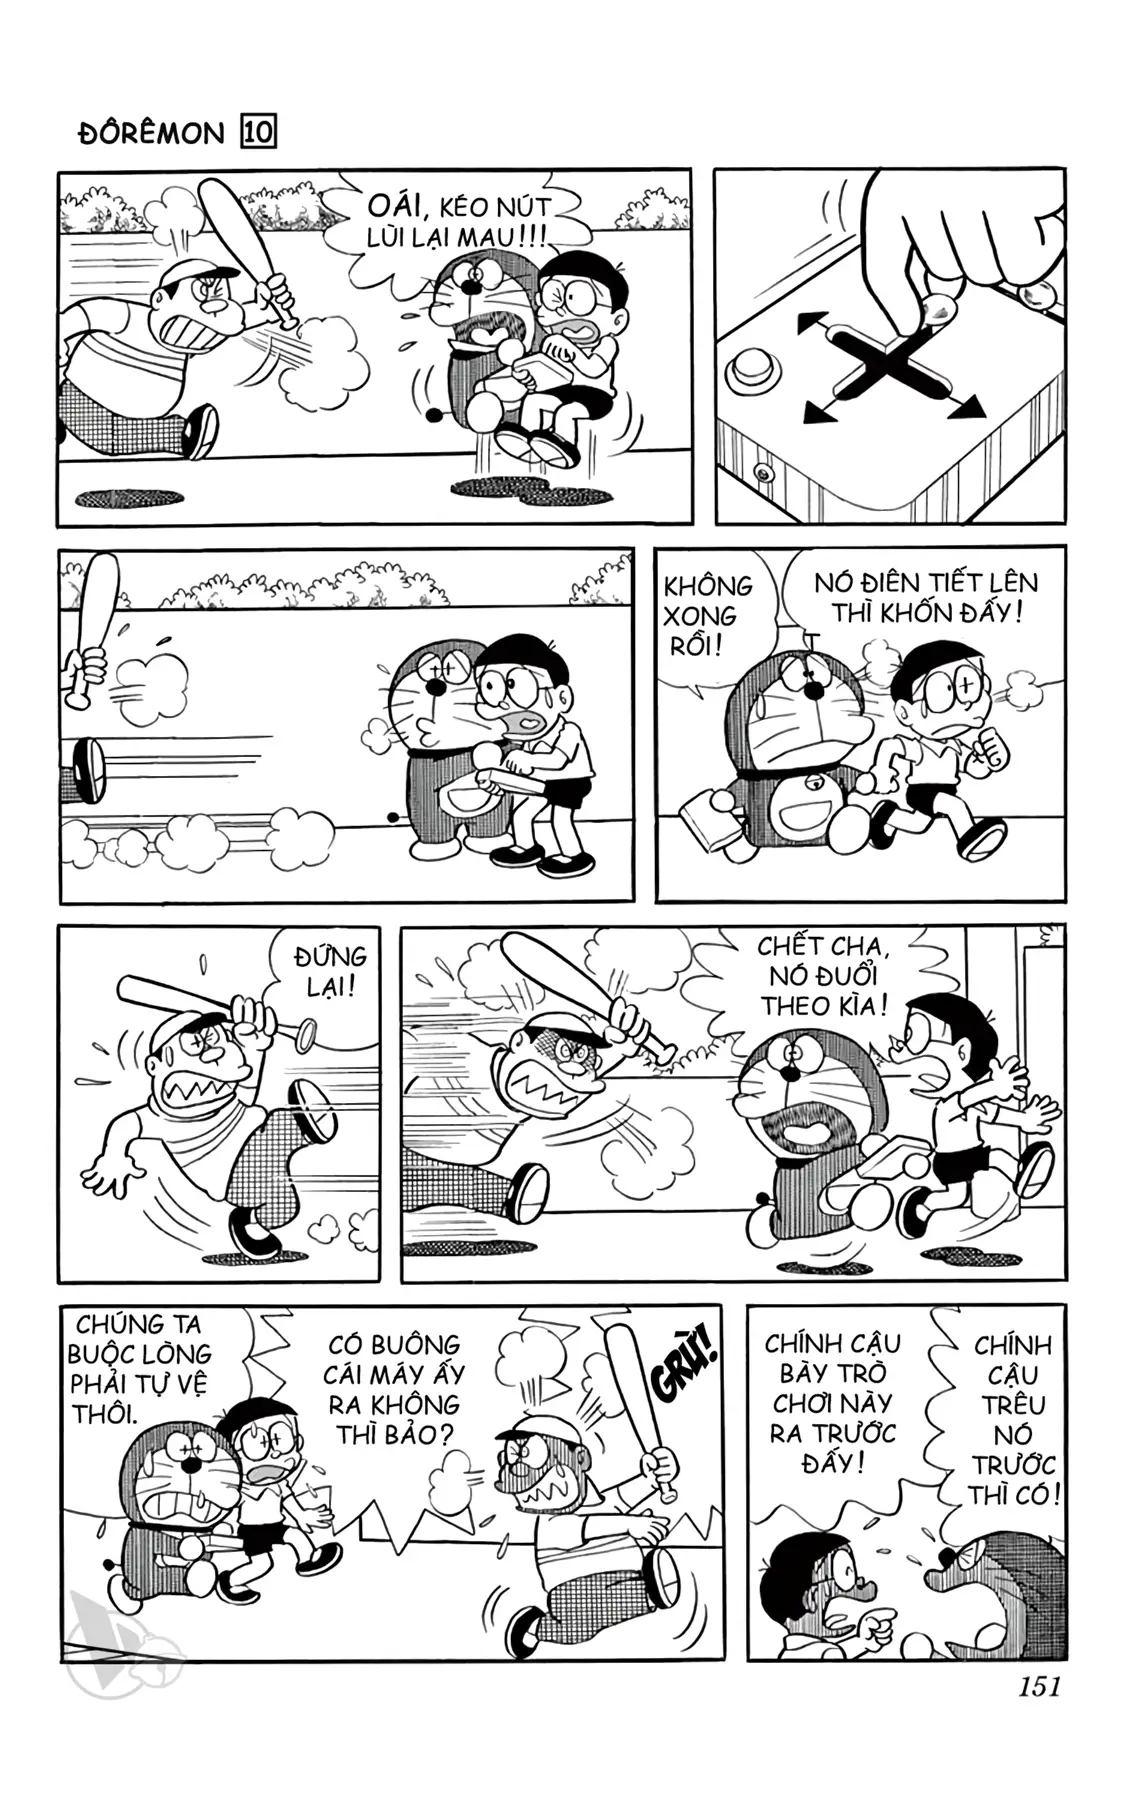 ĐÔRÊMON 10
OÁI, KÉO NÚT
LÙI LẠI MAU!!!
KHÔNG
XONG
RỒI!
NÓ ĐIÊN TIẾT LÊN
THÌ KHỐN ĐẤY!
ĐỨNG
LẠI!
CHẾT CHA,
NÓ ĐUỔI
THEO KÌA!
CHÚNG TA
BUỘC LÒNG
PHẢI TỰ VỆ
THÔI.
CÓ BUÔNG
CÁI MÁY ẤY
RA KHÔNG
THÌ BẢO?
GRỪ!
CHÍNH CẬU
BÀY TRÒ
CHƠI NÀY
RA TRƯỚC
ĐẤY!
CHÍNH
CẬU
TRÊU
NÓ
TRƯỚC
THÌ CÓ!
151